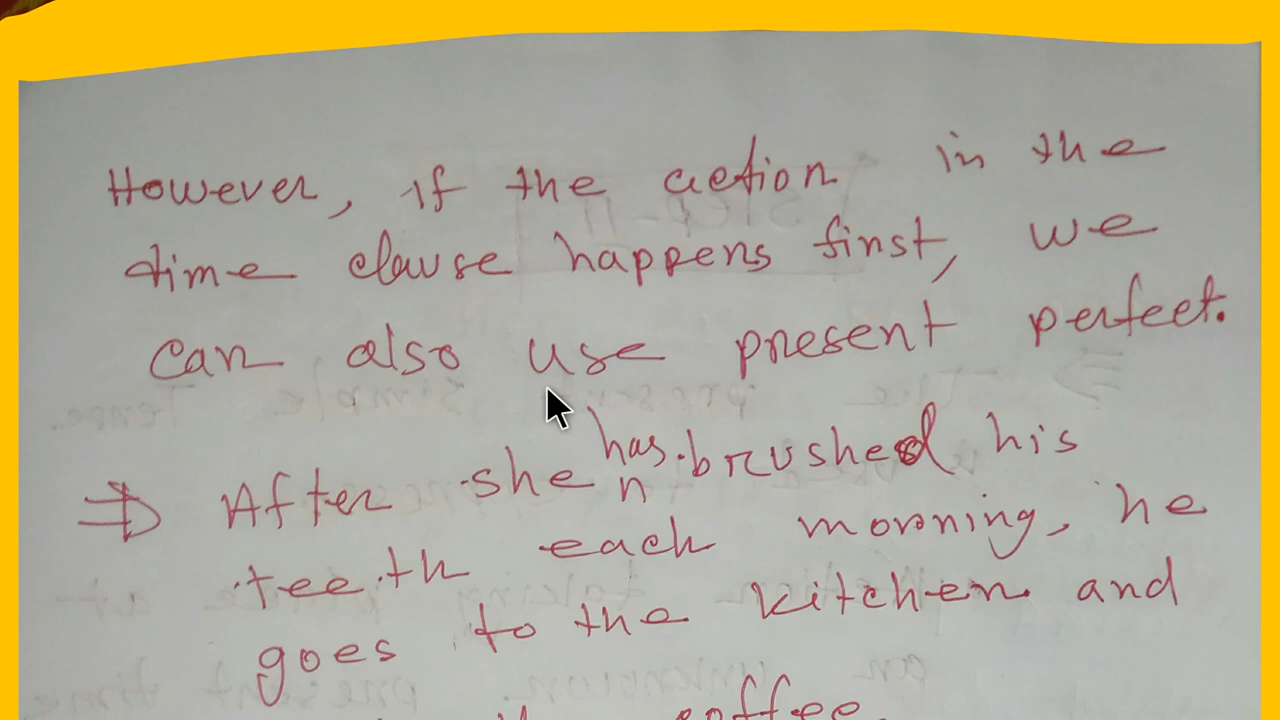 However, if the action in the
time clause happens first, we
can also use present perfect.
⇒ After she has brushed his
teeth each morning, he
goes to the kitchen and
coffee